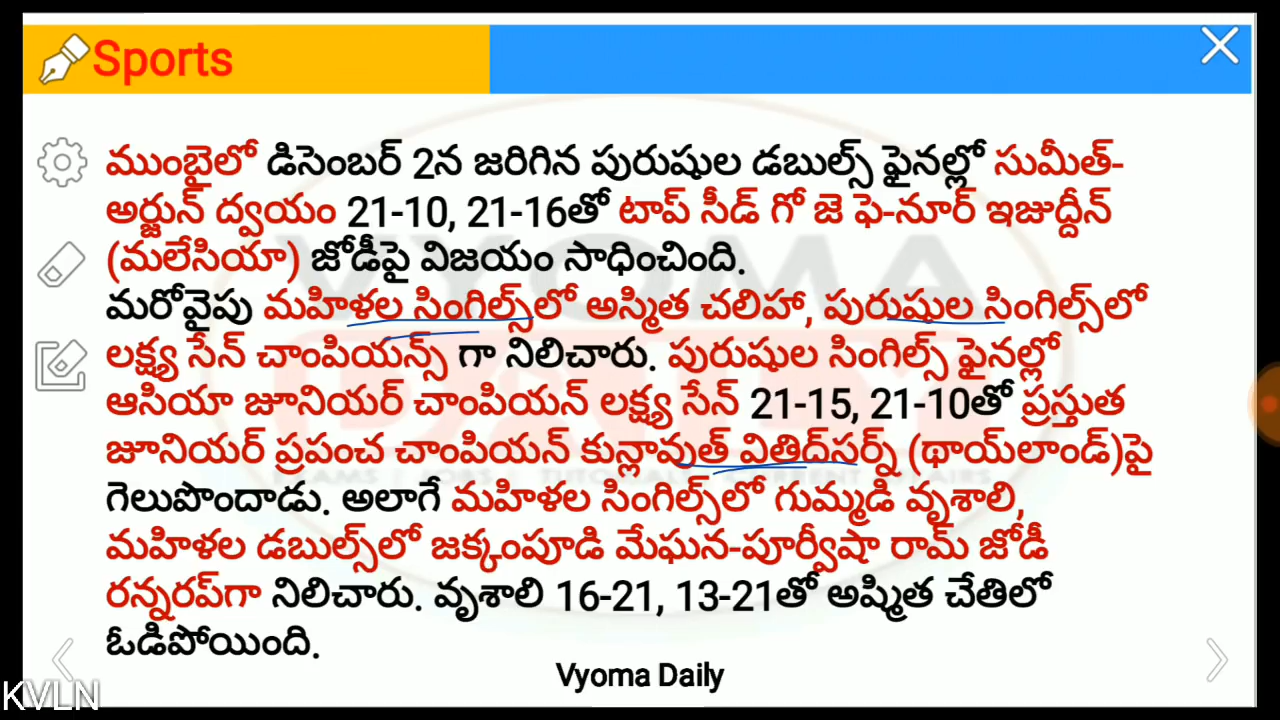 Sports
ముంబైలో డిసెంబర్ 2న జరిగిన పురుషుల డబుల్స్ ఫైనల్లో సుమీత్-
అర్జున్ ద్వయం 21-10, 21-16తో టాప్ సీడ్ గో జె ఫె-నూర్ ఇజుద్దీన్
(మలేసియా) జోడీపై విజయం సాధించింది.
మరోవైపు మహిళల సింగిల్స్‌లో అస్మిత చలిహా, పురుషుల సింగిల్స్‌లో
లక్ష్య సేన్ చాంపియన్స్ గా నిలిచారు. పురుషుల సింగిల్స్ ఫైనల్లో
ఆసియా జూనియర్ చాంపియన్ లక్ష్య సేన్ 21-15, 21-10తో ప్రస్తుత
జూనియర్ ప్రపంచ చాంపియన్ కున్లావుత్ వితిద్‌సర్న్ (థాయ్‌లాండ్)పై
గెలుపొందాడు. అలాగే మహిళల సింగిల్స్‌లో గుమ్మడి వృశాలి,
మహిళల డబుల్స్‌లో జక్కంపూడి మేఘన-పూర్వీషా రామ్ జోడీ
రన్నరప్‌గా నిలిచారు. వృశాలి 16-21, 13-21తో అష్మిత చేతిలో
ఓడిపోయింది.
Vyoma Daily
KVLN